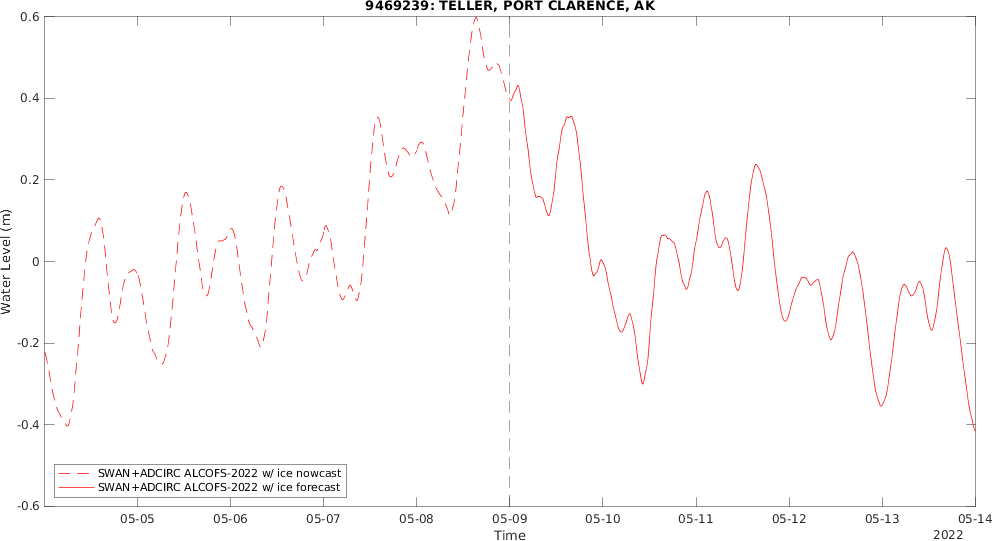 9469239: TELLER, PORT CLARENCE, AK
0.6
0.4
0.2
0
-0.2
-0.4
-0.6
Water Level (m)
SWAN+ADCIRC ALCOFS-2022 w/ ice nowcast
SWAN+ADCIRC ALCOFS-2022 w/ ice forecast
05-05 05-06 05-07 05-08 05-09 05-10 05-11 05-12 05-13 05-14
Time
2022